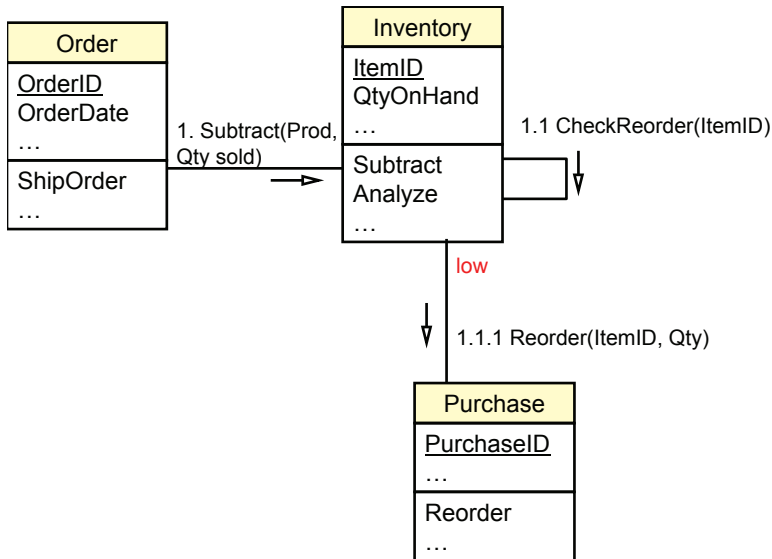 Order
OrderID
OrderDate
…
ShipOrder
…
1. Subtract(Prod,
Qty sold)
Inventory
ItemID
QtyOnHand
…
Subtract
Analyze
…
1.1 CheckReorder(ItemID)
low
1.1.1 Reorder(ItemID, Qty)
Purchase
PurchaseID
…
Reorder
…